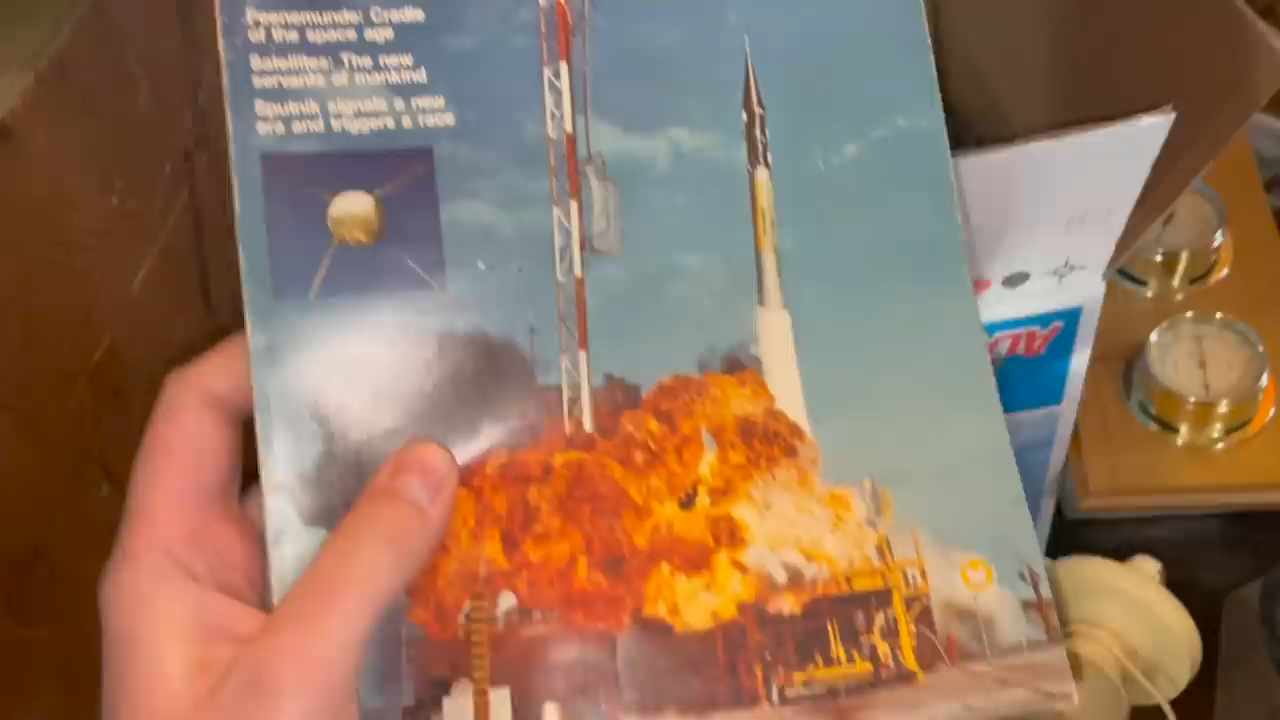 Peenemunde: Cradle
of the space age
Satellites: The new
servants of mankind
Sputnik signals a new
era and triggers a race